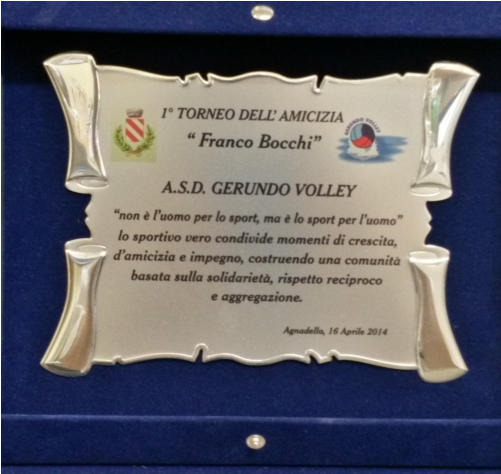 1° TORNEO DELL' AMICIZIA
GERUNDO VOLLEY
“ Franco Bocchi”
A.S.D. GERUNDO VOLLEY
“non è l'uomo per lo sport, ma è lo sport per l'uomo”
lo sportivo vero condivide momenti di crescita,
d'amicizia e impegno, costruendo una comunità
basata sulla solidarietà, rispetto reciproco
e aggregazione.
Agnadello, 16 Aprile 2014